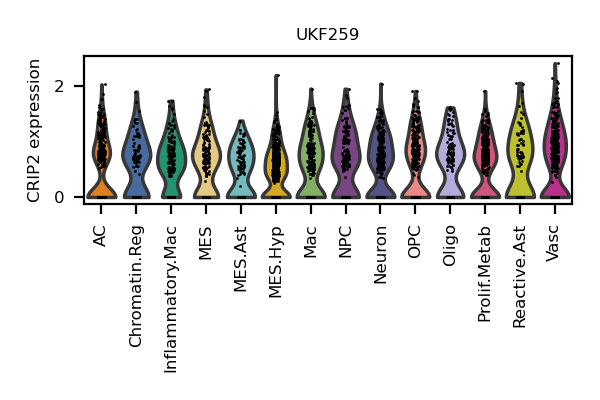 UKF259
CRIP2 expression
2
0
AC
Chromatin.Reg
Inflammatory.Mac
MES
MES.Ast
MES.Hyp
Mac
NPC
Neuron
OPC
Oligo
Prolif.Metab
Reactive.Ast
Vasc